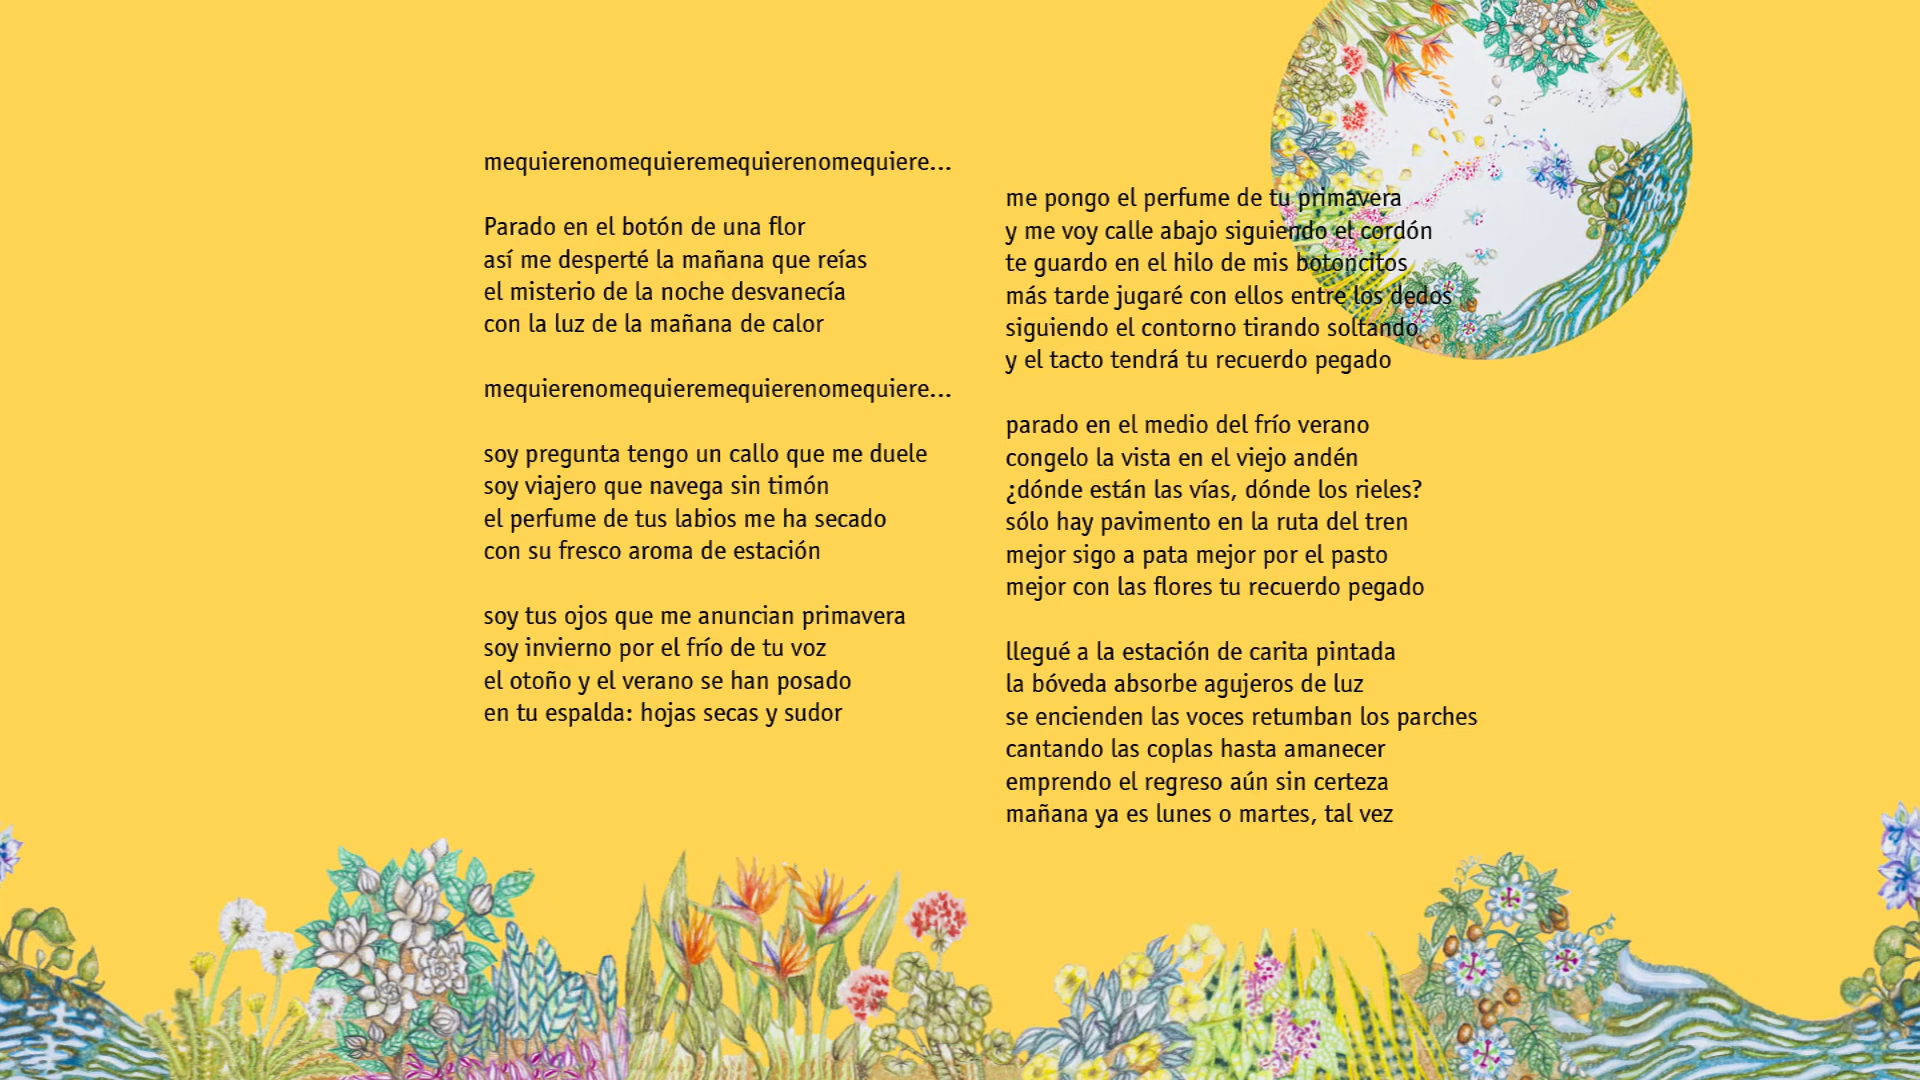 mequierenomequieremequierenomequiere...
Parado en el botón de una flor
así me desperté la mañana que reías
el misterio de la noche desvanecía
con la luz de la mañana de calor
mequierenomequieremequierenomequiere...
soy pregunta tengo un callo que me duele
soy viajero que navega sin timón
el perfume de tus labios me ha secado
con su fresco aroma de estación
soy tus ojos que me anuncian primavera
soy invierno por el frío de tu voz
el otoño y el verano se han posado
en tu espalda: hojas secas y sudor
me pongo el perfume de tu primavera
y me voy calle abajo siguiendo el cordón
te guardo en el hilo de mis botoncitos
más tarde jugaré con ellos entre los dedos
siguiendo el contorno tirando soltando
y el tacto tendrá tu recuerdo pegado
parado en el medio del frío verano
congelo la vista en el viejo andén
¿dónde están las vías, dónde los rieles?
sólo hay pavimento en la ruta del tren
mejor sigo a pata mejor por el pasto
mejor con las flores tu recuerdo pegado
llegué a la estación de carita pintada
la bóveda absorbe agujeros de luz
se encienden las voces retumban los parches
cantando las coplas hasta amanecer
emprendo el regreso aún sin certeza
mañana ya es lunes o martes, tal vez